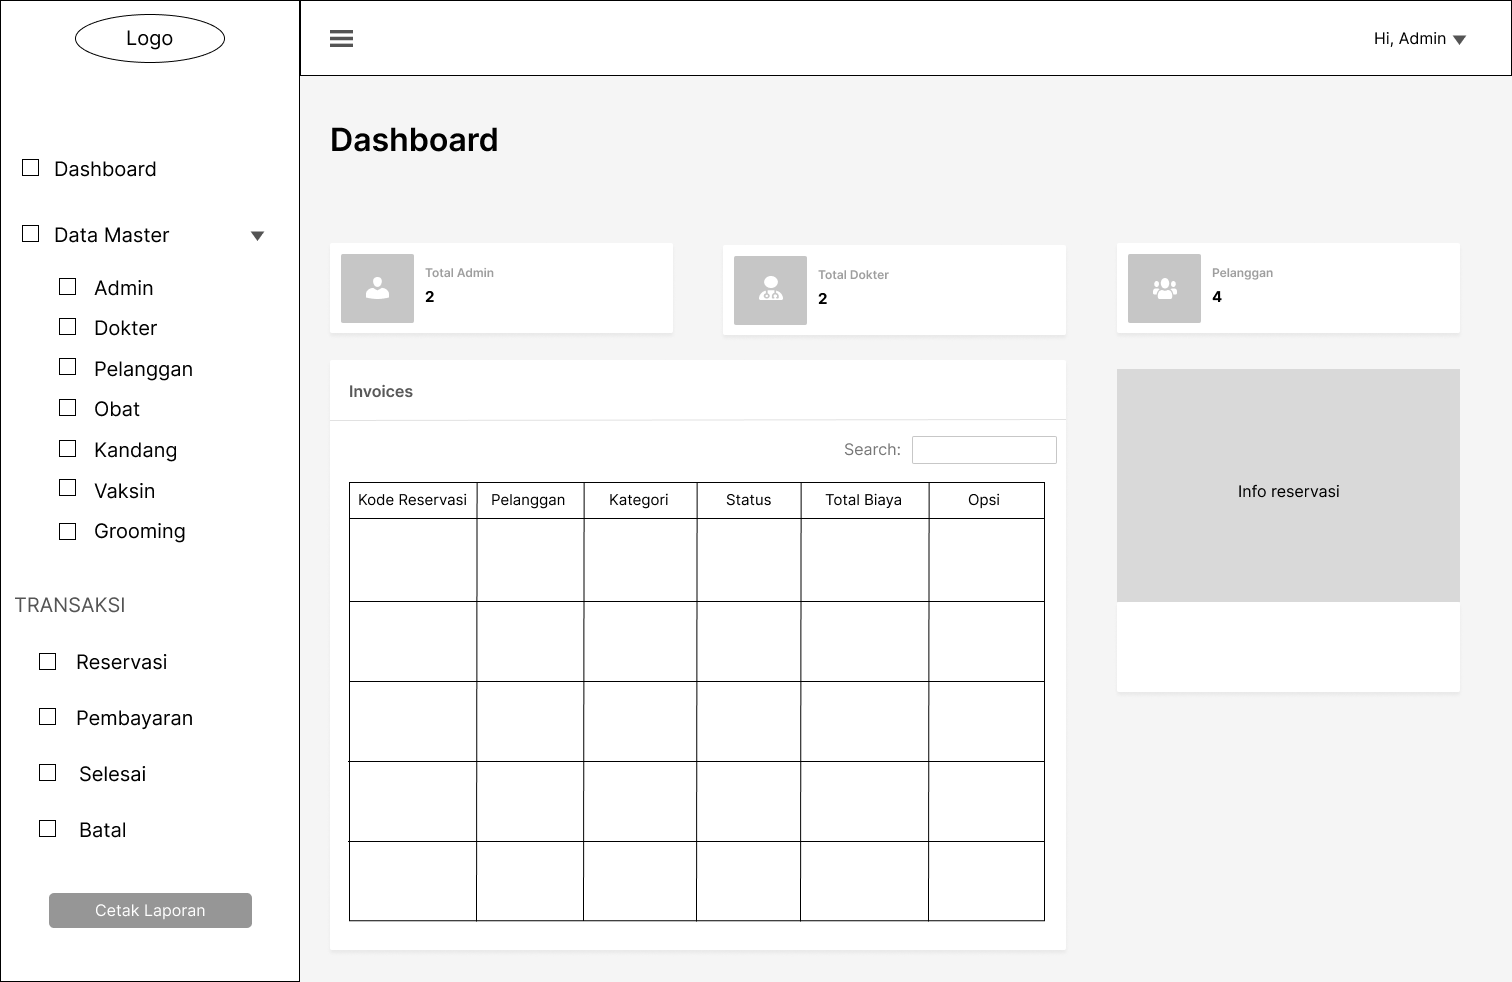 Logo
Hi, Admin
Dashboard
Data Master
Admin
Dokter
Pelanggan
Obat
Kandang
Vaksin
Grooming
TRANSAKSI
Reservasi
Pembayaran
Selesai
Batal
Cetak Laporan
Dashboard
Total Admin
2
Total Dokter
2
Pelanggan
4
Invoices
Search:
Kode Reservasi Pelanggan Kategori Status Total Biaya Opsi
Info reservasi